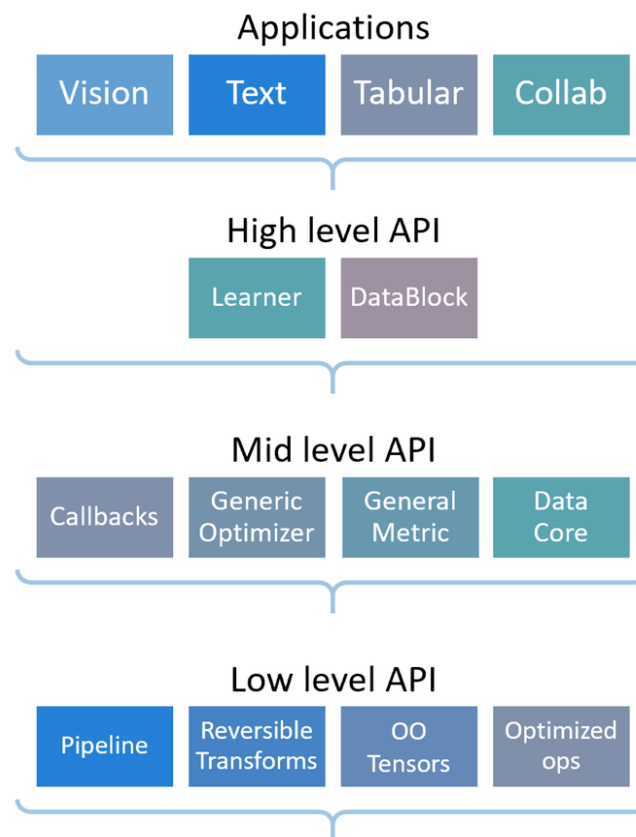 Applications
Vision
Text
Tabular
Collab
High level API
Learner
DataBlock
Mid level API
Callbacks
Generic
Optimizer
General
Metric
Data
Core
Low level API
Pipeline
Reversible
Transforms
OO
Tensors
Optimized
ops